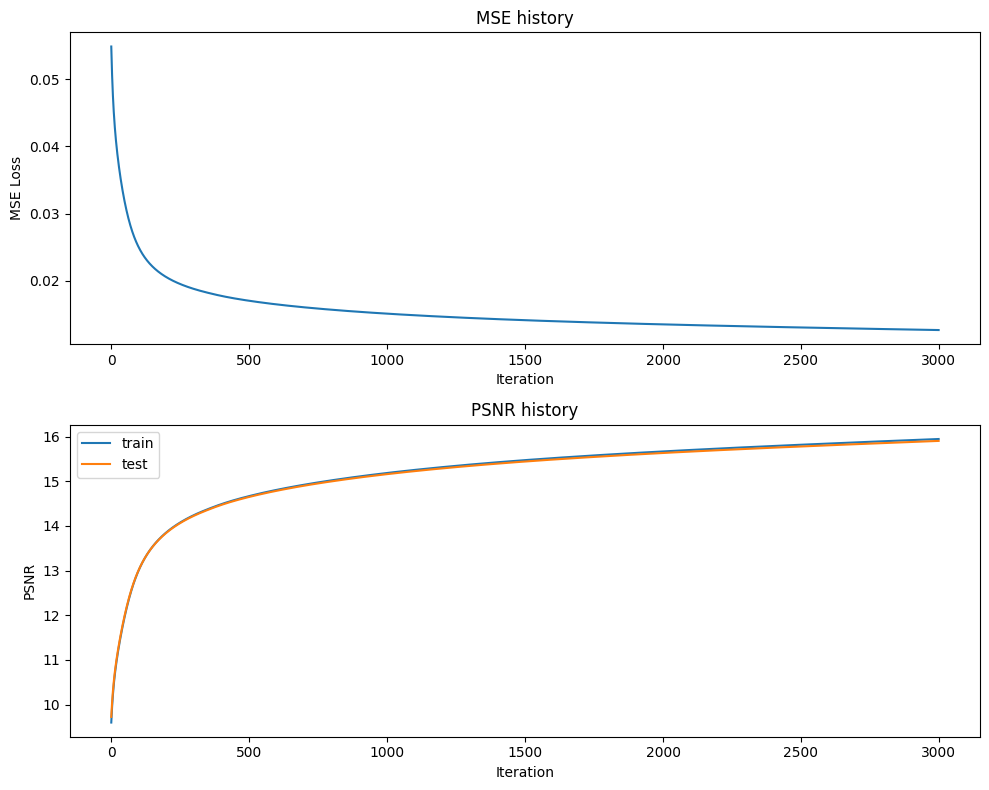 MSE history
MSE Loss
0.05
0.04
0.03
0.02
0 500 1000 1500 2000 2500 3000
Iteration
PSNR history
PSNR
train
test
16
15
14
13
12
11
10
0 500 1000 1500 2000 2500 3000
Iteration